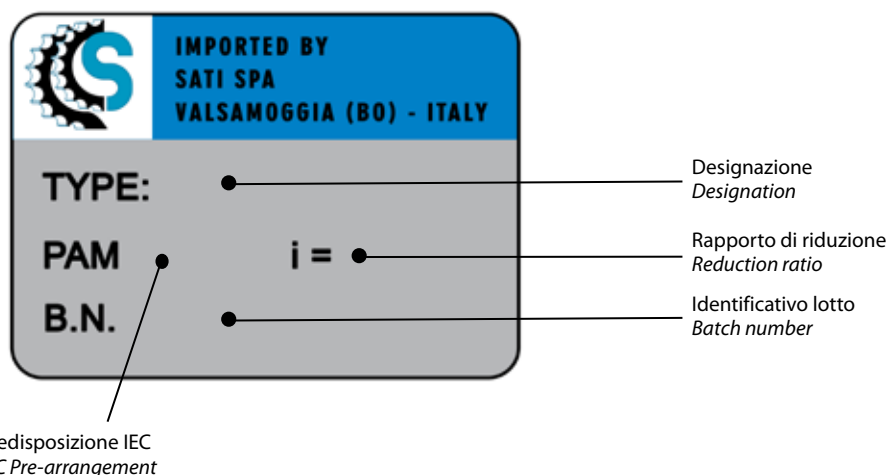 S
IMPORTED BY
SATI SPA
VALSAMOGGIA (BO) - ITALY
TYPE:
Designazione
Designation
PAM
i =
Rapporto di riduzione
Reduction ratio
B.N.
Identificativo lotto
Batch number
edisposizione IEC
C Pre-arrangement